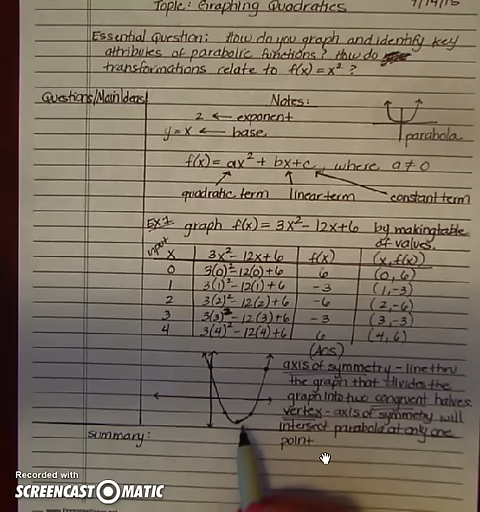 Topic: Graphing Quadratics 9/14/15
Essential Question: How do you graph and identify key
attributes of parabolic functions? How do
transformations relate to f(x) = x²?
Questions/Main Ideas Notes:
2 ← exponent
y = x ← base
parabola
f(x) = ax² + bx + c, where a ≠ 0
quadratic term linear term constant term
EX 1 graph f(x) = 3x² - 12x + 6 by making table
of values.
input
x 3x² - 12x + 6 f(x) (x, f(x))
0 3(0)² - 12(0) + 6 6 (0, 6)
1 3(1)² - 12(1) + 6 -3 (1, -3)
2 3(2)² - 12(2) + 6 -6 (2, -6)
3 3(3)² - 12(3) + 6 -3 (3, -3)
4 3(4)² - 12(4) + 6 6 (4, 6)
(Ans)
axis of symmetry - line thru
the graph that divides the
graph into two congruent halves
vertex - axis of symmetry will
intersect parabola at only one
point
Summary:
Recorded with
SCREENCAST O MATIC